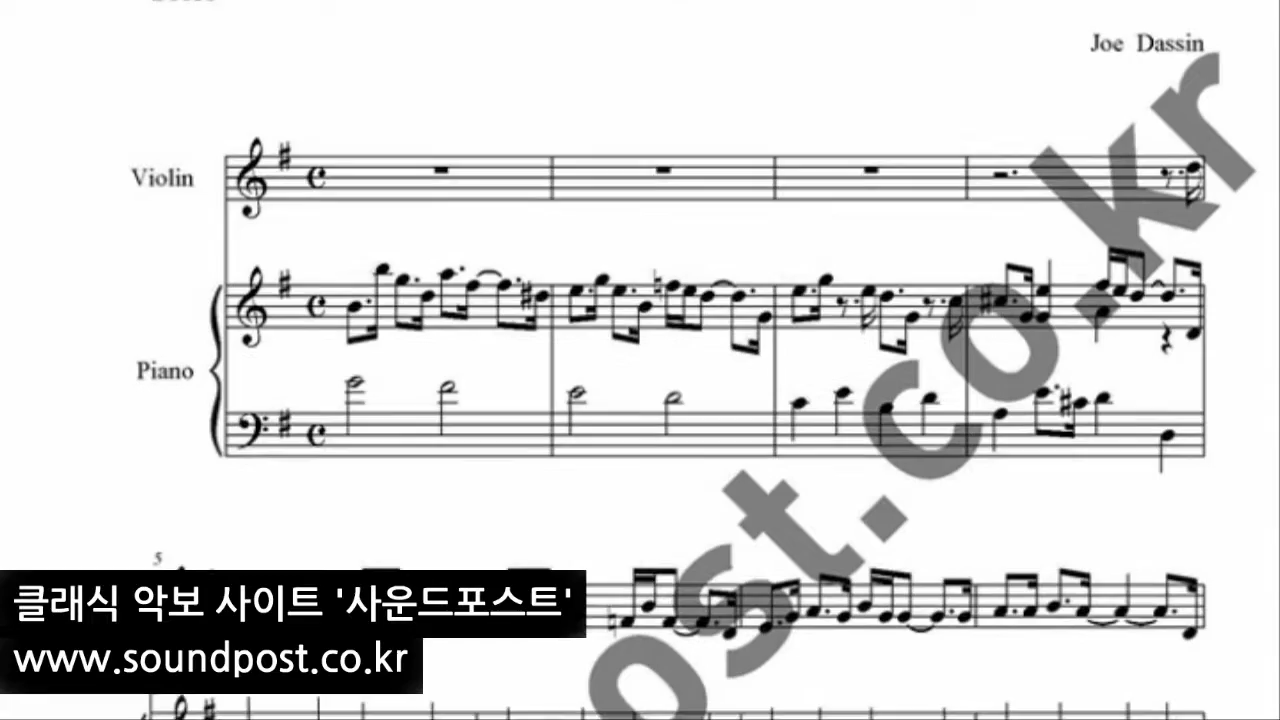 Joe Dassin
Violin
Piano
5
클래식 악보 사이트 '사운드포스트'
www.soundpost.co.kr
ost.co.kr